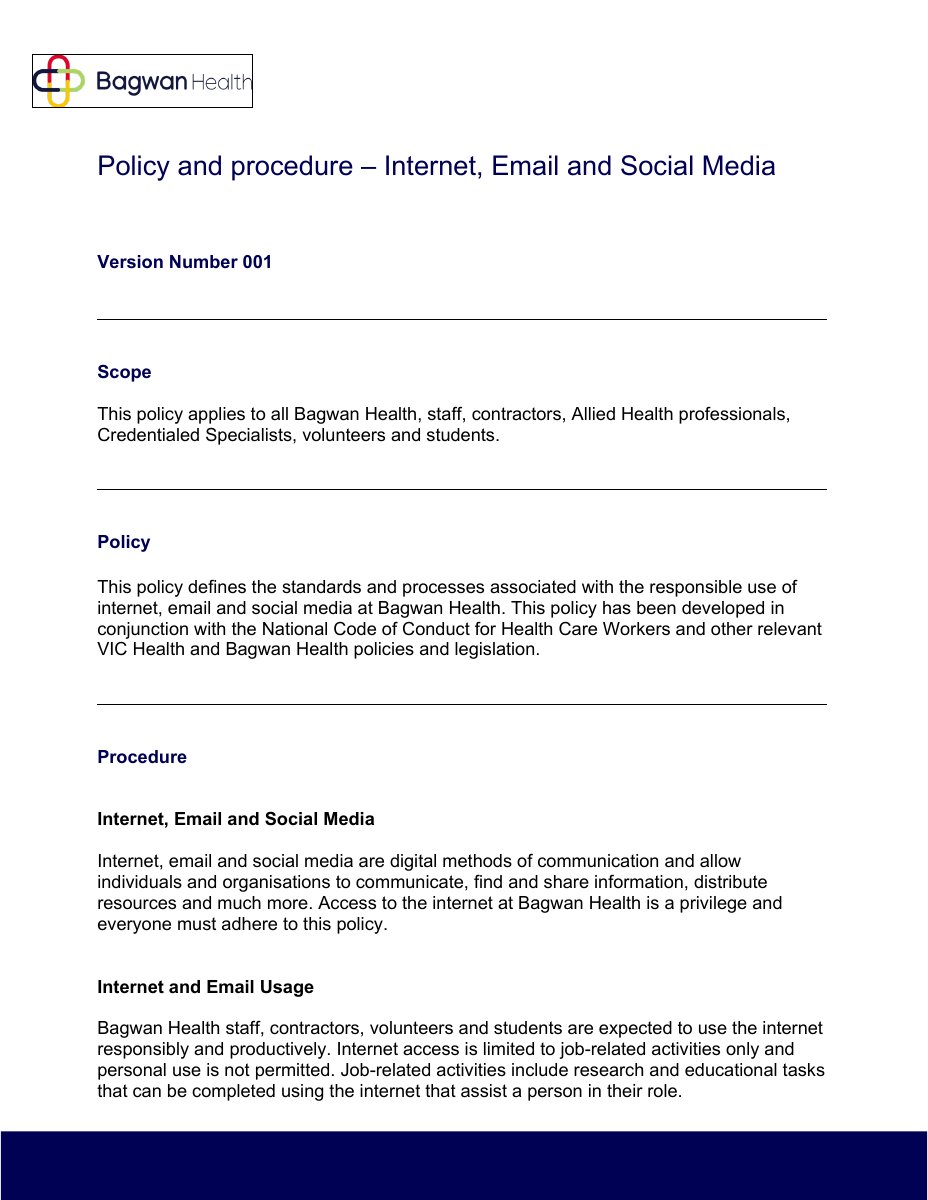 Bagwan Health
Policy and procedure – Internet, Email and Social Media
Version Number 001
Scope
This policy applies to all Bagwan Health, staff, contractors, Allied Health professionals,
Credentialed Specialists, volunteers and students.
Policy
This policy defines the standards and processes associated with the responsible use of
internet, email and social media at Bagwan Health. This policy has been developed in
conjunction with the National Code of Conduct for Health Care Workers and other relevant
VIC Health and Bagwan Health policies and legislation.
Procedure
Internet, Email and Social Media
Internet, email and social media are digital methods of communication and allow
individuals and organisations to communicate, find and share information, distribute
resources and much more. Access to the internet at Bagwan Health is a privilege and
everyone must adhere to this policy.
Internet and Email Usage
Bagwan Health staff, contractors, volunteers and students are expected to use the internet
responsibly and productively. Internet access is limited to job-related activities only and
personal use is not permitted. Job-related activities include research and educational tasks
that can be completed using the internet that assist a person in their role.